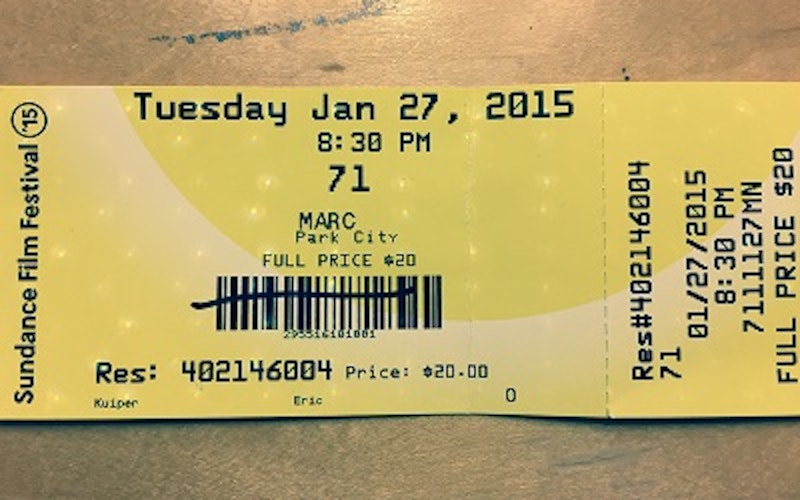 Sundance Film Festival '15
Tuesday Jan 27, 2015
8:30 PM
71
MARC
Park City
FULL PRICE $20
295516101001
Res: 402146004 Price: $20.00
Kuiper Eric 0
Res#402146004
71
01/27/2015
8:30 PM
7111127MN
FULL PRICE $20